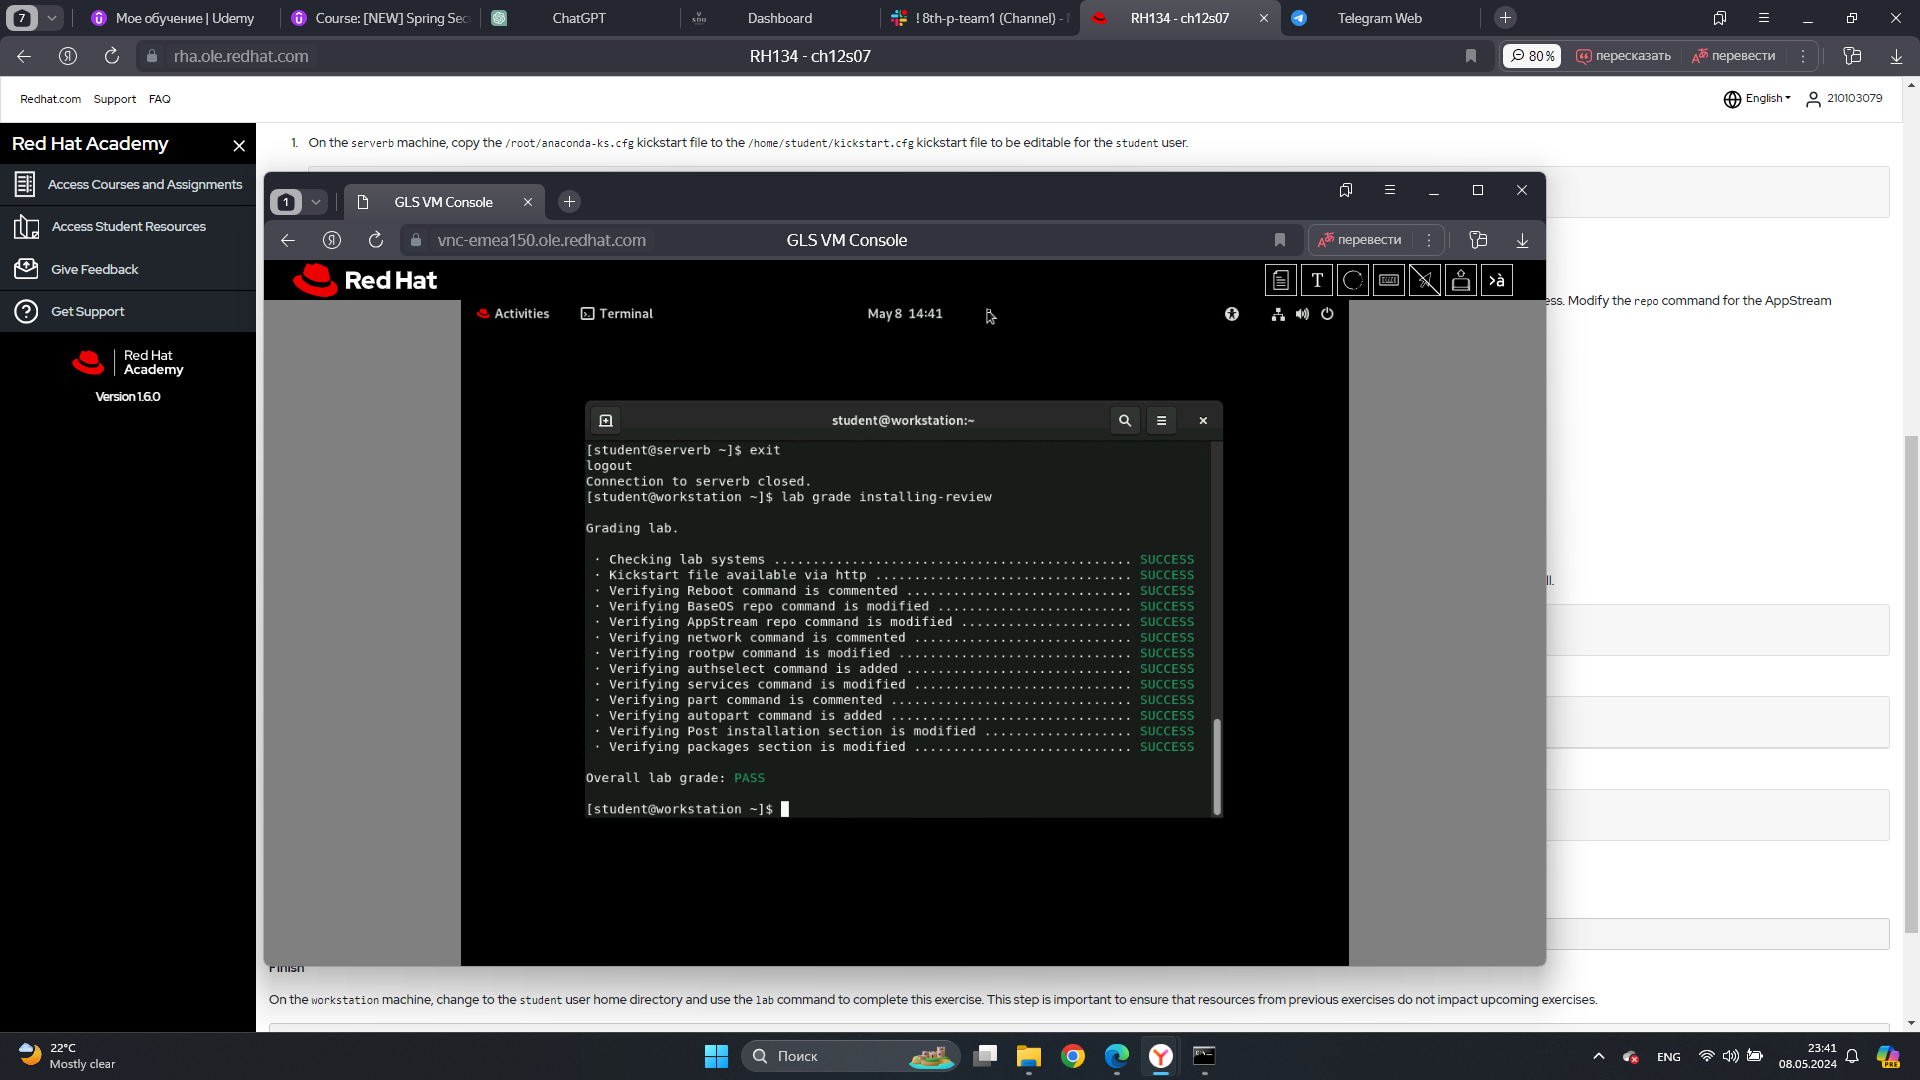 7
Мое обучение | Udemy
Course: [NEW] Spring Sec
ChatGPT
Dashboard
! 8th-p-team1 (Channel) -
RH134 - ch12s07
Telegram Web
rha.ole.redhat.com
RH134 - ch12s07
80%
пересказать
перевести
Redhat.com Support FAQ
English
210103079
Red Hat Academy
Access Courses and Assignments
Access Student Resources
Give Feedback
Get Support
Red Hat
Academy
Version 1.6.0
1. On the serverb machine, copy the /root/anaconda-ks.cfg kickstart file to the /home/student/kickstart.cfg kickstart file to be editable for the student user.
1
GLS VM Console
vnc-emea150.ole.redhat.com
GLS VM Console
перевести
Red Hat
T
›à
ess. Modify the repo command for the AppStream
Activities
Terminal
May 8 14:41
student@workstation:~
[student@serverb ~]$ exit
logout
Connection to serverb closed.
[student@workstation ~]$ lab grade installing-review
Grading lab.
· Checking lab systems .............................................. SUCCESS
· Kickstart file available via http ................................. SUCCESS
· Verifying Reboot command is commented ............................. SUCCESS
· Verifying BaseOS repo command is modified ......................... SUCCESS
· Verifying AppStream repo command is modified ...................... SUCCESS
· Verifying network command is commented ............................ SUCCESS
· Verifying rootpw command is modified .............................. SUCCESS
· Verifying authselect command is added ............................. SUCCESS
· Verifying services command is modified ............................ SUCCESS
· Verifying part command is commented ............................... SUCCESS
· Verifying autopart command is added ............................... SUCCESS
· Verifying Post installation section is modified ................... SUCCESS
· Verifying packages section is modified ............................ SUCCESS
Overall lab grade: PASS
[student@workstation ~]$
ll.
Finish
On the workstation machine, change to the student user home directory and use the lab command to complete this exercise. This step is important to ensure that resources from previous exercises do not impact upcoming exercises.
22°C
Mostly clear
Поиск
ENG
23:41
08.05.2024
PRE